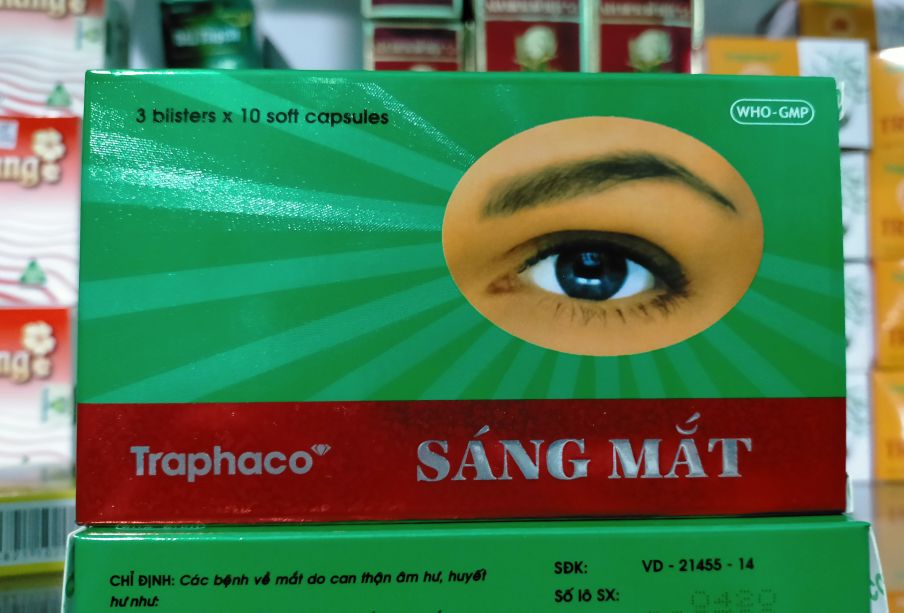 3 blisters x 10 soft capsules
WHO-GMP
Traphaco
SÁNG MẮT
CHỈ ĐỊNH: Các bệnh về mắt do can thận âm hư, huyết
hư như:
SĐK: VD - 21455 - 14
Số lô SX: